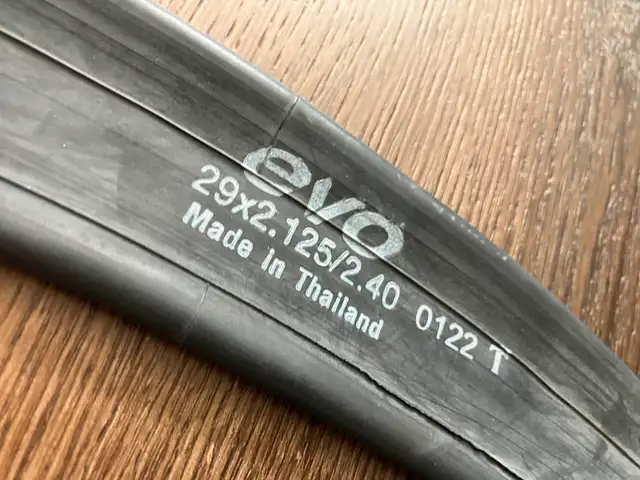 evo
29x2.125/2.40 0122 T
Made in Thailand